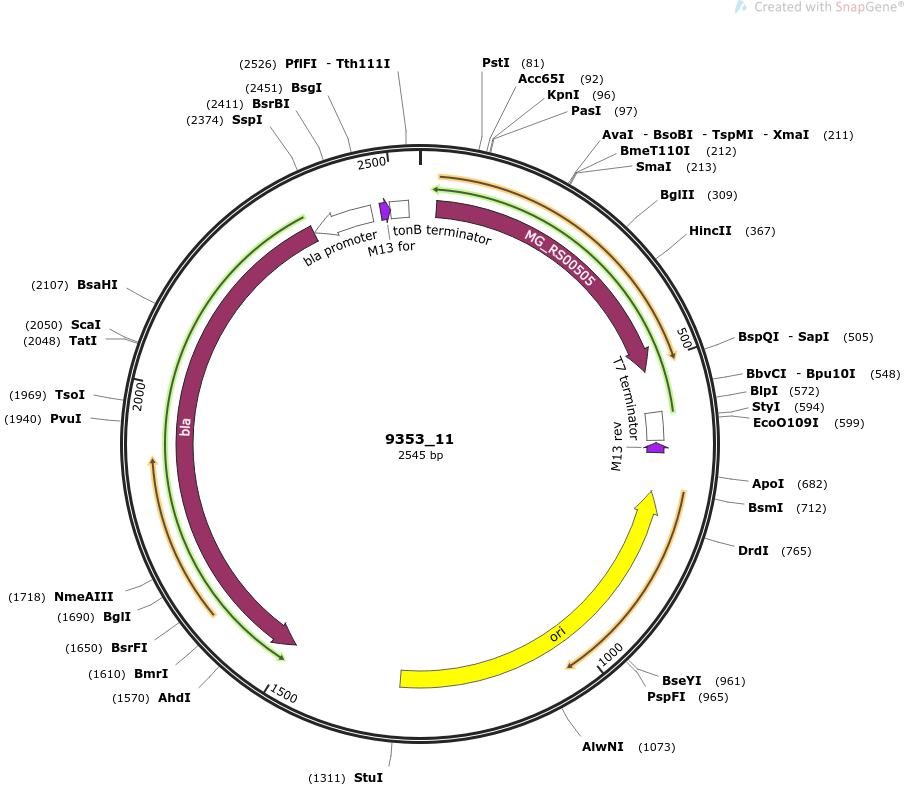 Created with SnapGene®
(2526) PflFI - Tth111I
(2451) BsgI
(2411) BsrBI
(2374) SspI
PstI (81)
Acc65I (92)
KpnI (96)
PasI (97)
AvaI - BsoBI - TspMI - XmaI (211)
BmeT110I (212)
SmaI (213)
BglII (309)
HincII (367)
2500
bla promoter
M13 for
tonB terminator
MG_RS00505
(2107) BsaHI
(2050) ScaI
(2048) TatI
(1969) TsoI
(1940) PvuI
2000
bla
500
BspQI - SapI (505)
BbvCI - Bpu10I (548)
BlpI (572)
StyI (594)
EcoO109I (599)
T7 terminator
M13 rev
9353_11
2545 bp
ApoI (682)
BsmI (712)
DrdI (765)
(1718) NmeAIII
(1690) BglI
(1650) BsrFI
(1610) BmrI
(1570) AhdI
1500
ori
1000
BseYI (961)
PspFI (965)
AlwNI (1073)
(1311) StuI